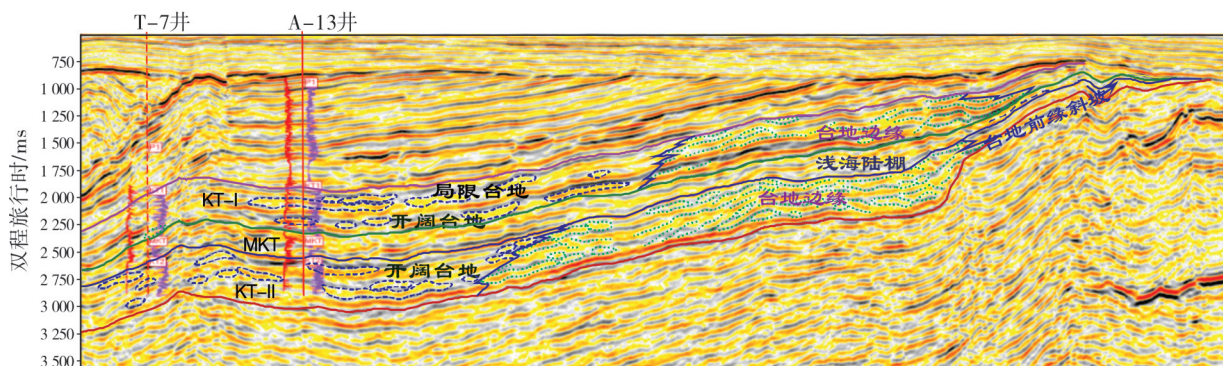 T-7井
A-13井
双程旅行时/ms
750
1 000
1 250
1 500
1 750
2 000
2 250
2 500
2 750
3 000
3 250
3 500
台地边缘
台地前缘斜坡
浅海陆棚
台地边缘
KT-I
局限台地
开阔台地
MKT
开阔台地
KT-II